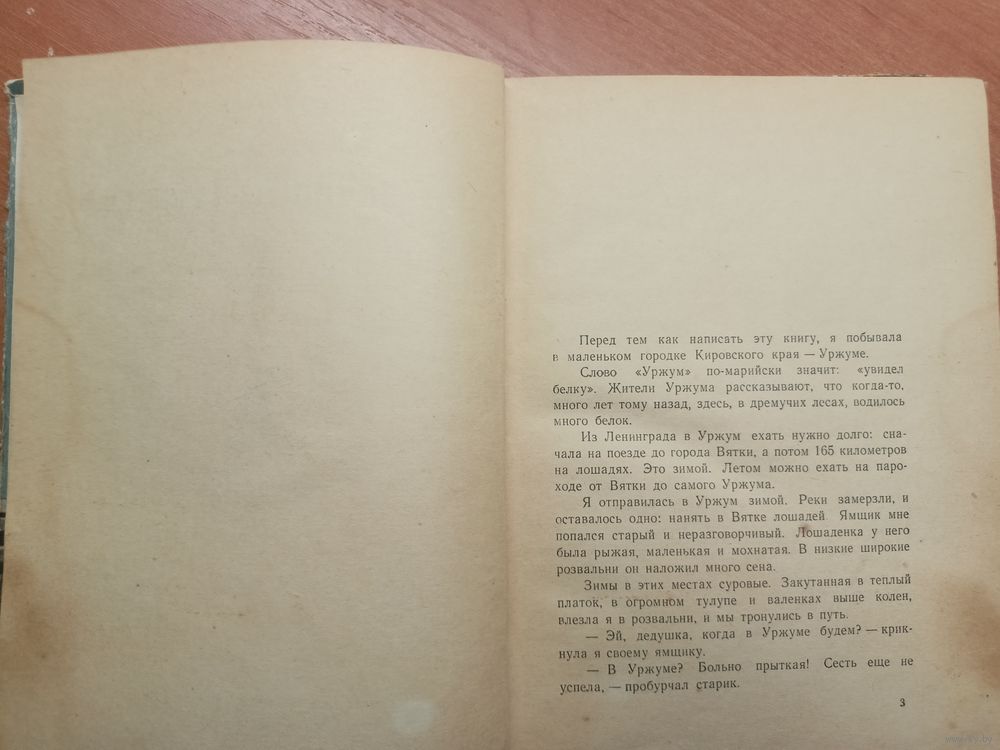 Перед тем как написать эту книгу, я побывала
в маленьком городке Кировского края — Уржуме.
Слово «Уржум» по-марийски значит: «увидел
белку». Жители Уржума рассказывают, что когда-то,
много лет тому назад, здесь, в дремучих лесах, водилось
много белок.
Из Ленинграда в Уржум ехать нужно долго: сна-
чала на поезде до города Вятки, а потом 165 километров
на лошадях. Это зимой. Летом можно ехать на паро-
ходе от Вятки до самого Уржума.
Я отправилась в Уржум зимой. Реки замерзли, и
оставалось одно: нанять в Вятке лошадей. Ямщик мне
попался старый и неразговорчивый. Лошаденка у него
была рыжая, маленькая и мохнатая. В низкие широкие
розвальни он наложил много сена.
Зимы в этих местах суровые. Закутанная в теплый
платок, в огромном тулупе и валенках выше колен,
влезла я в розвальни, и мы тронулись в путь.
— Эй, дедушка, когда в Уржуме будем? — крик-
нула я своему ямщику.
— В Уржуме? Больно прыткая! Сесть еще не
успела, — пробурчал старик.
3